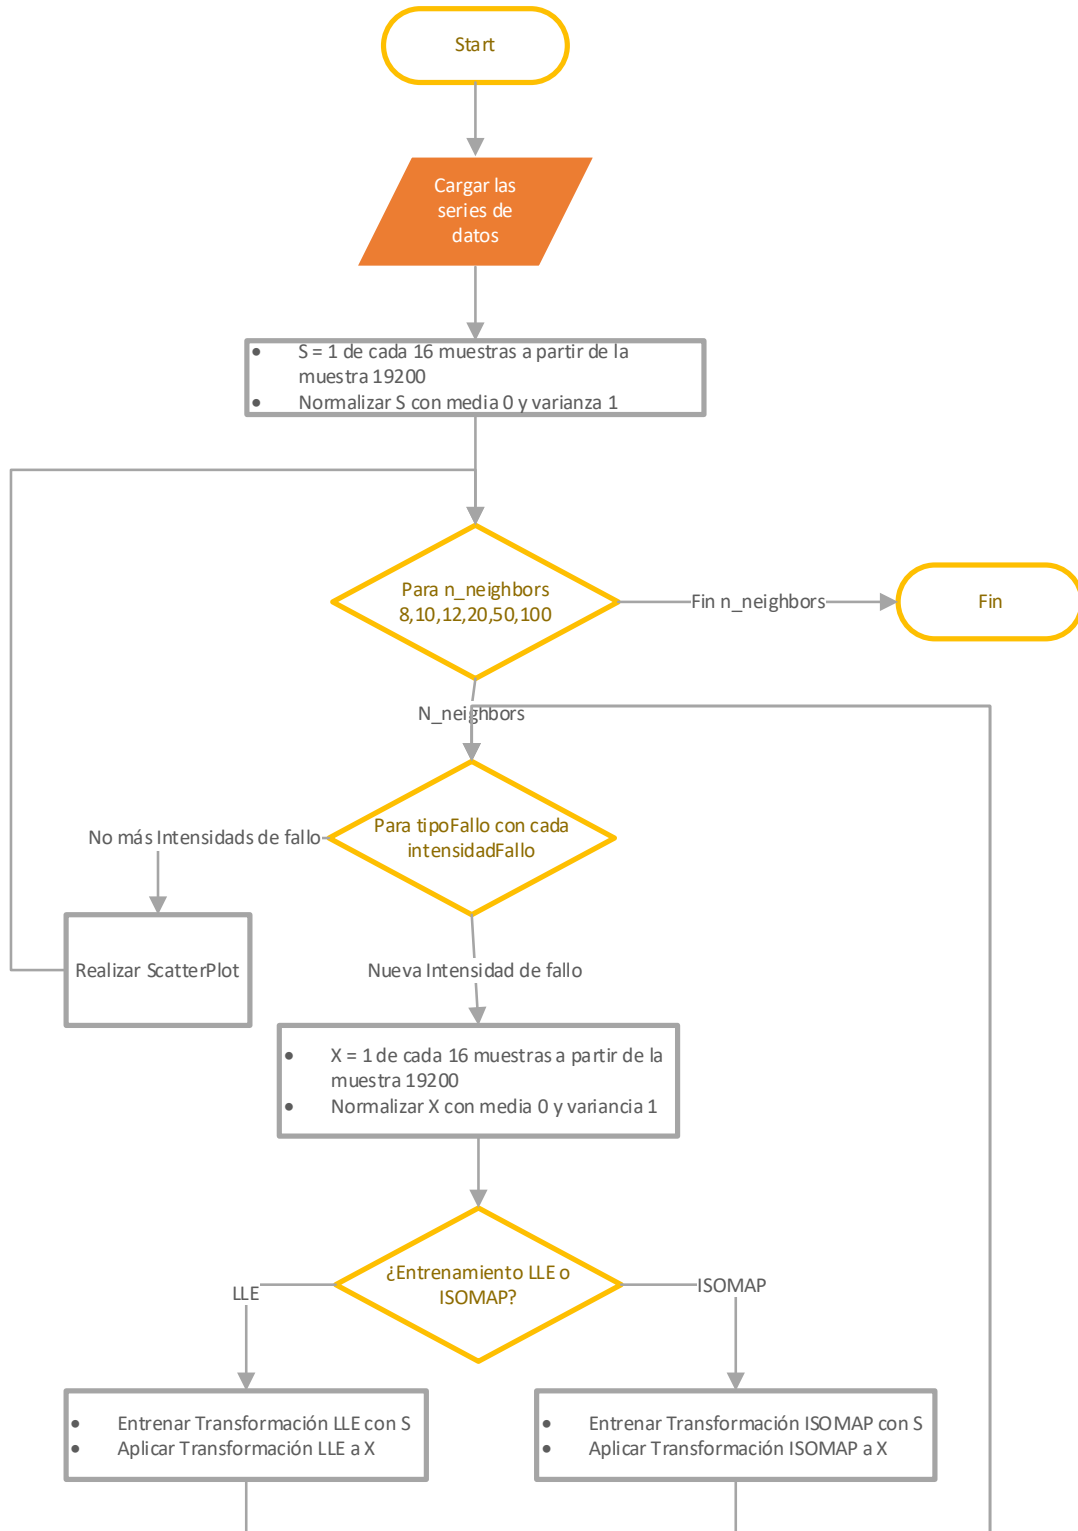 Start
Cargar las
series de
datos
• S = 1 de cada 16 muestras a partir de la
muestra 19200
• Normalizar S con media 0 y varianza 1
Para n_neighbors
8,10,12,20,50,100
Fin n_neighbors
Fin
N_neighbors
Para tipoFallo con cada
intensidadFallo
No más Intensidads de fallo
Realizar ScatterPlot
Nueva Intensidad de fallo
• X = 1 de cada 16 muestras a partir de la
muestra 19200
• Normalizar X con media 0 y variancia 1
¿Entrenamiento LLE o
ISOMAP?
LLE
ISOMAP
• Entrenar Transformación LLE con S
• Aplicar Transformación LLE a X
• Entrenar Transformación ISOMAP con S
• Aplicar Transformación ISOMAP a X